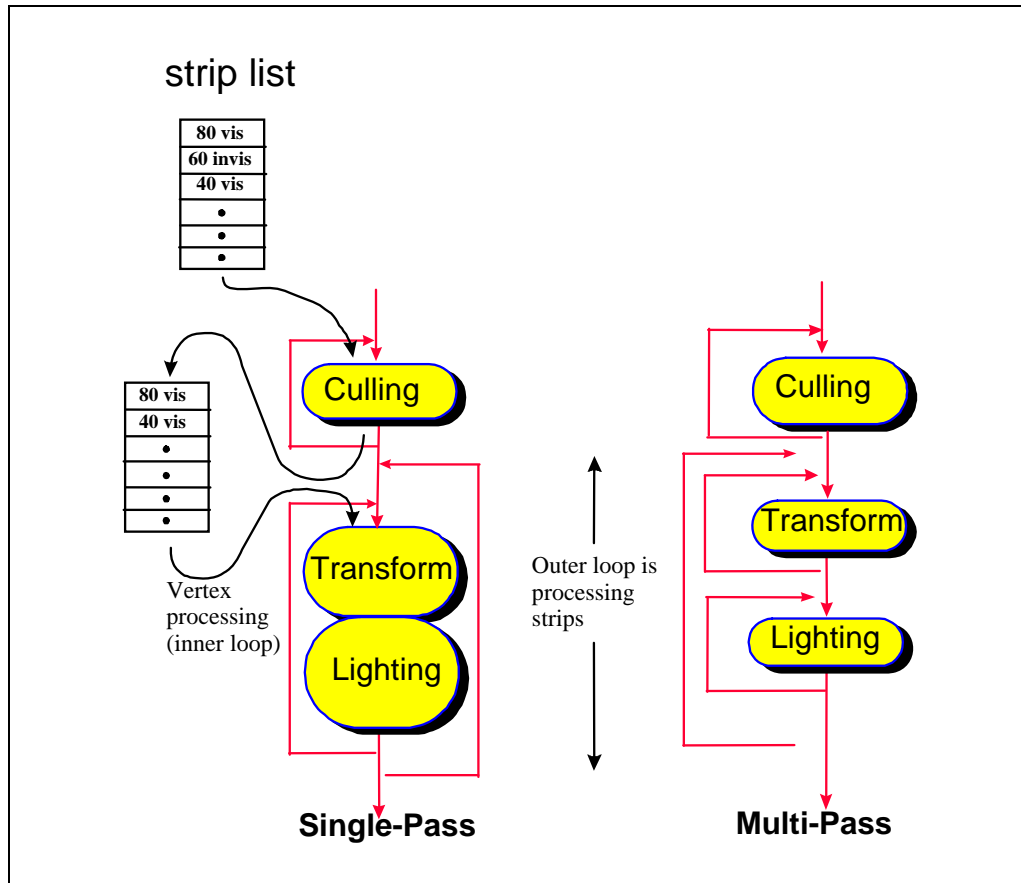 strip list
80 vis
60 invis
40 vis
•
•
•
Culling
80 vis
40 vis
•
•
•
•
Transform
Lighting
Vertex
processing
(inner loop)
Single-Pass
Outer loop is
processing
strips
Culling
Transform
Lighting
Multi-Pass